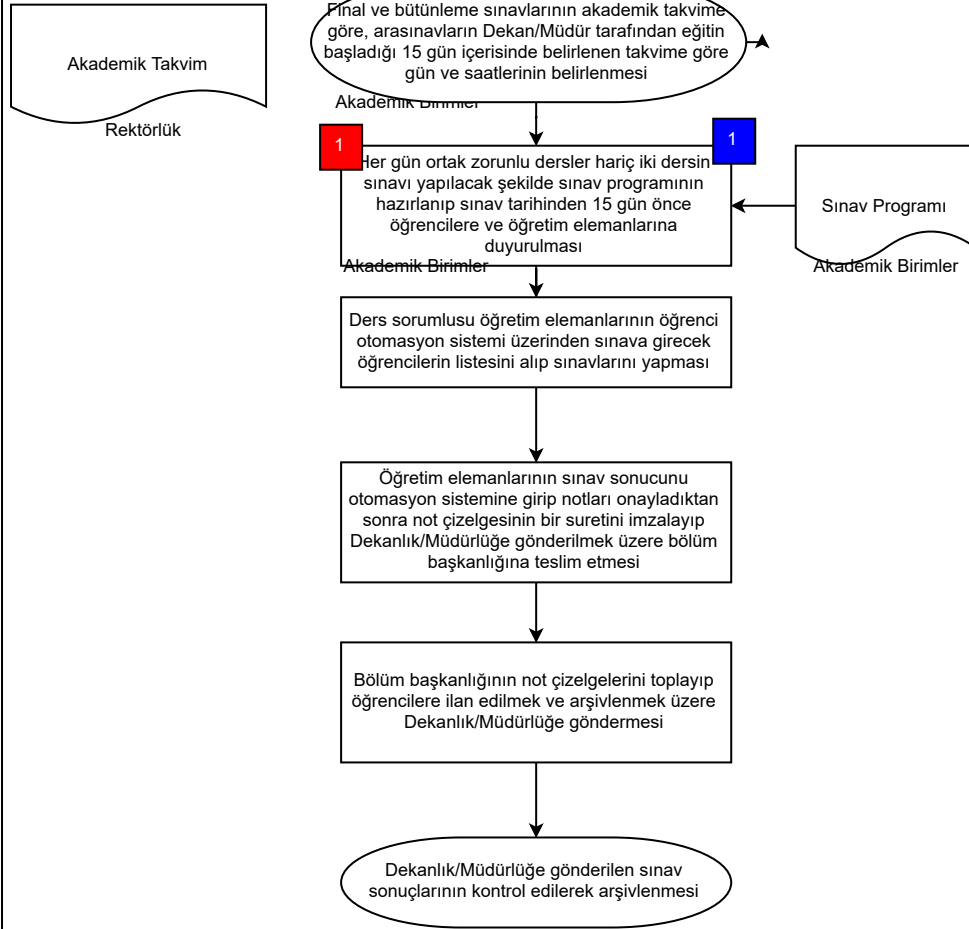 Akademik Takvim
Rektörlük
Final ve bütünleme sınavlarının akademik takvime
göre, arasınavların Dekan/Müdür tarafından eğitin
başladığı 15 gün içerisinde belirlenen takvime göre
gün ve saatlerinin belirlenmesi
Akademik Birimler
1
1
Her gün ortak zorunlu dersler hariç iki dersin
sınavı yapılacak şekilde sınav programının
hazırlanıp sınav tarihinden 15 gün önce
öğrencilere ve öğretim elemanlarına
duyurulması
Akademik Birimler
Sınav Programı
Akademik Birimler
Ders sorumlusu öğretim elemanlarının öğrenci
otomasyon sistemi üzerinden sınava girecek
öğrencilerin listesini alıp sınavlarını yapması
Öğretim elemanlarının sınav sonucunu
otomasyon sistemine girip notları onayladıktan
sonra not çizelgesinin bir suretini imzalayıp
Dekanlık/Müdürlüğe gönderilmek üzere bölüm
başkanlığına teslim etmesi
Bölüm başkanlığının not çizelgelerini toplayıp
öğrencilere ilan edilmek ve arşivlenmek üzere
Dekanlık/Müdürlüğe göndermesi
Dekanlık/Müdürlüğe gönderilen sınav
sonuçlarının kontrol edilerek arşivlenmesi